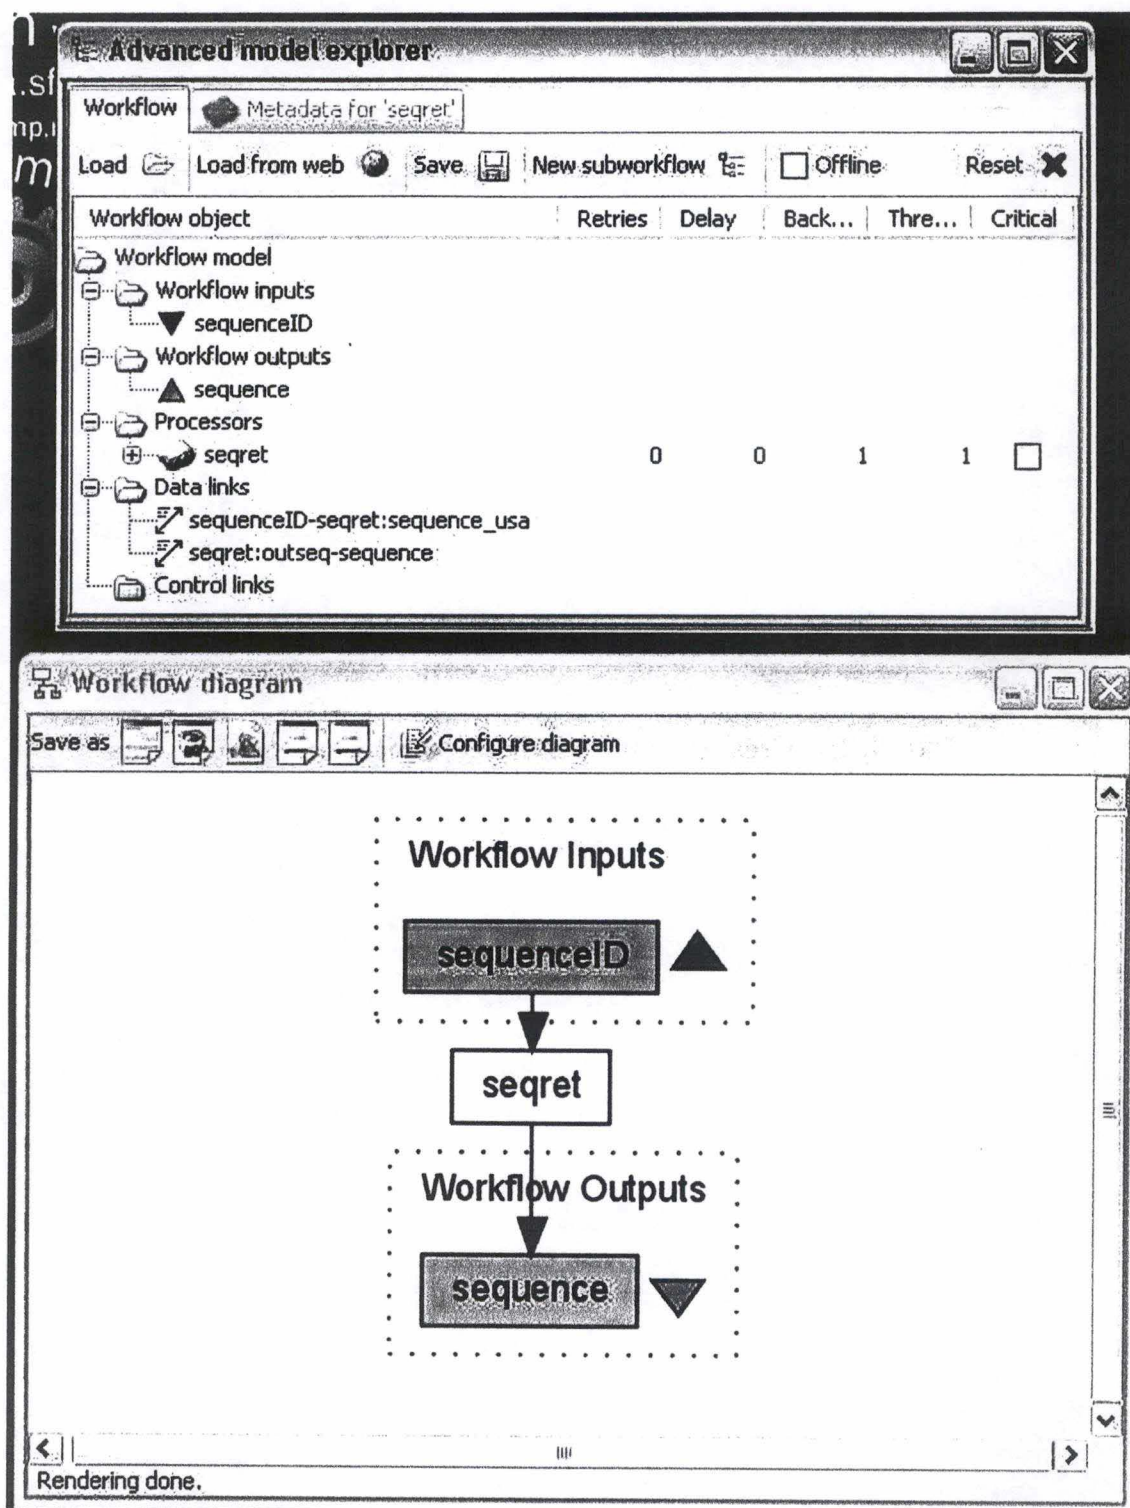 n
.sf
mp.r
m
Advanced model explorer
Workflow Metadata for 'seqret'
Load Load from web Save New subworkflow Offline Reset
Workflow object Retries Delay Back... Thre... Critical
Workflow model
Workflow inputs
sequenceID
Workflow outputs
sequence
Processors
seqret 0 0 1 1
Data links
sequenceID-seqret:sequence_usa
seqret:outseq-sequence
Control links
Workflow diagram
Save as Configure diagram
Workflow Inputs
sequenceID
seqret
Workflow Outputs
sequence
Rendering done.